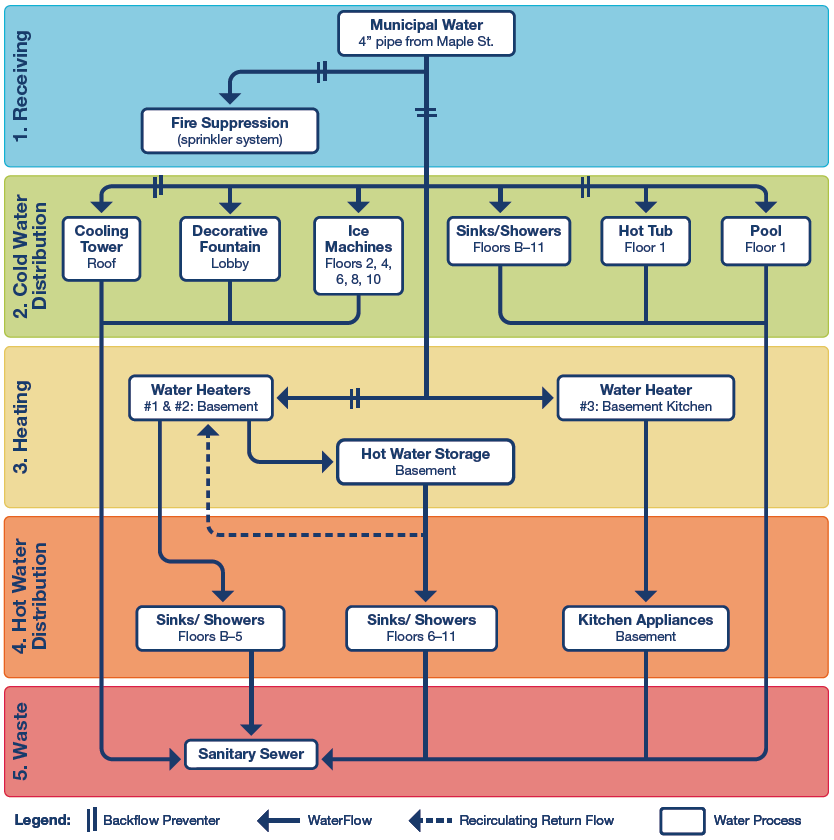 1. Receiving
Municipal Water
4” pipe from Maple St.
Fire Suppression
(sprinkler system)
2. Cold Water
Distribution
Cooling
Tower
Roof
Decorative
Fountain
Lobby
Ice
Machines
Floors 2, 4,
6, 8, 10
Sinks/Showers
Floors B–11
Hot Tub
Floor 1
Pool
Floor 1
3. Heating
Water Heaters
#1 & #2: Basement
Water Heater
#3: Basement Kitchen
Hot Water Storage
Basement
4. Hot Water
Distribution
Sinks/ Showers
Floors B–5
Sinks/ Showers
Floors 6–11
Kitchen Appliances
Basement
5. Waste
Sanitary Sewer
Legend:
Backflow Preventer
WaterFlow
Recirculating Return Flow
Water Process